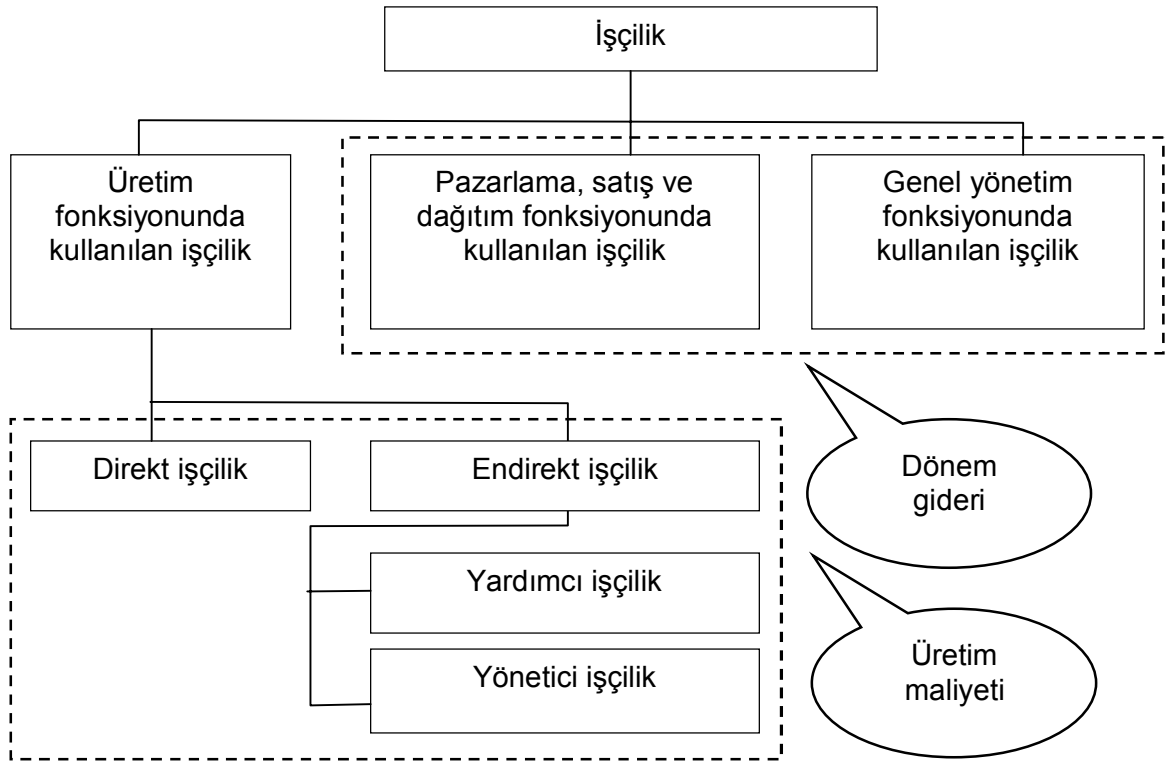 İşçilik
Üretim
fonksiyonunda
kullanılan işçilik
Pazarlama, satış ve
dağıtım fonksiyonunda
kullanılan işçilik
Genel yönetim
fonksiyonunda
kullanılan işçilik
Direkt işçilik
Endirekt işçilik
Dönem
gideri
Yardımcı işçilik
Yönetici işçilik
Üretim
maliyeti